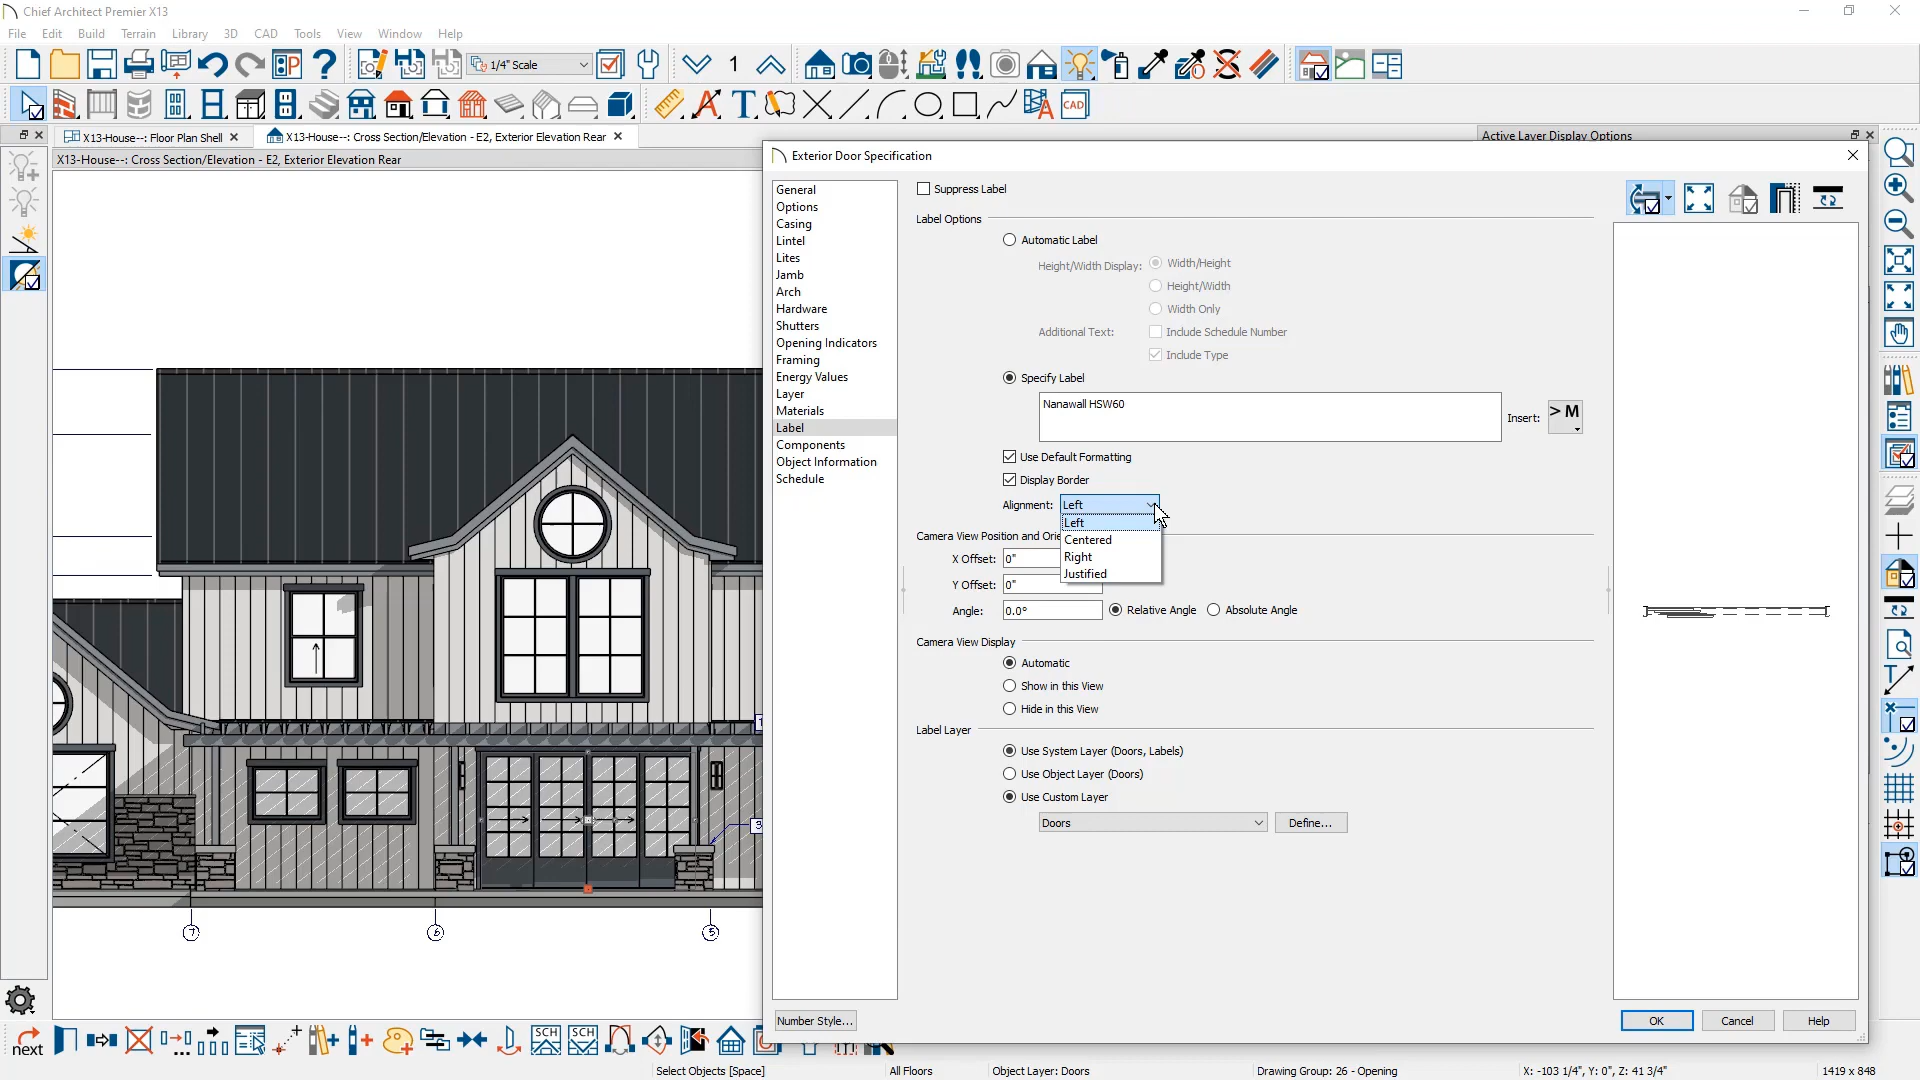 Chief Architect Premier X13
File Edit Build Terrain Library 3D CAD Tools View Window Help
1/4" Scale
1
CAD
X13-House--: Floor Plan Shell
X13-House--: Cross Section/Elevation - E2, Exterior Elevation Rear
Active Layer Display Options
X13-House--: Cross Section/Elevation - E2, Exterior Elevation Rear
Exterior Door Specification
General
Options
Casing
Lintel
Lites
Jamb
Arch
Hardware
Shutters
Opening Indicators
Framing
Energy Values
Layer
Materials
Label
Components
Object Information
Schedule
Suppress Label
Label Options
Automatic Label
Height/Width Display:
Width/Height
Height/Width
Width Only
Additional Text:
Include Schedule Number
Include Type
Specify Label
Nanawall HSW60
Insert: > M
Use Default Formatting
Display Border
Alignment: Left
Left
Centered
Right
Justified
Camera View Position and Orie
X Offset: 0"
Y Offset: 0"
Angle: 0.0°
Relative Angle
Absolute Angle
Camera View Display
Automatic
Show in this View
Hide in this View
Label Layer
Use System Layer (Doors, Labels)
Use Object Layer (Doors)
Use Custom Layer
Doors
Define...
1
3
7
6
5
Number Style...
OK
Cancel
Help
next
SCH
SCH
Select Objects [Space]
All Floors
Object Layer: Doors
Drawing Group: 26 - Opening
X: -103 1/4", Y: 0", Z: 41 3/4"
1419 x 848